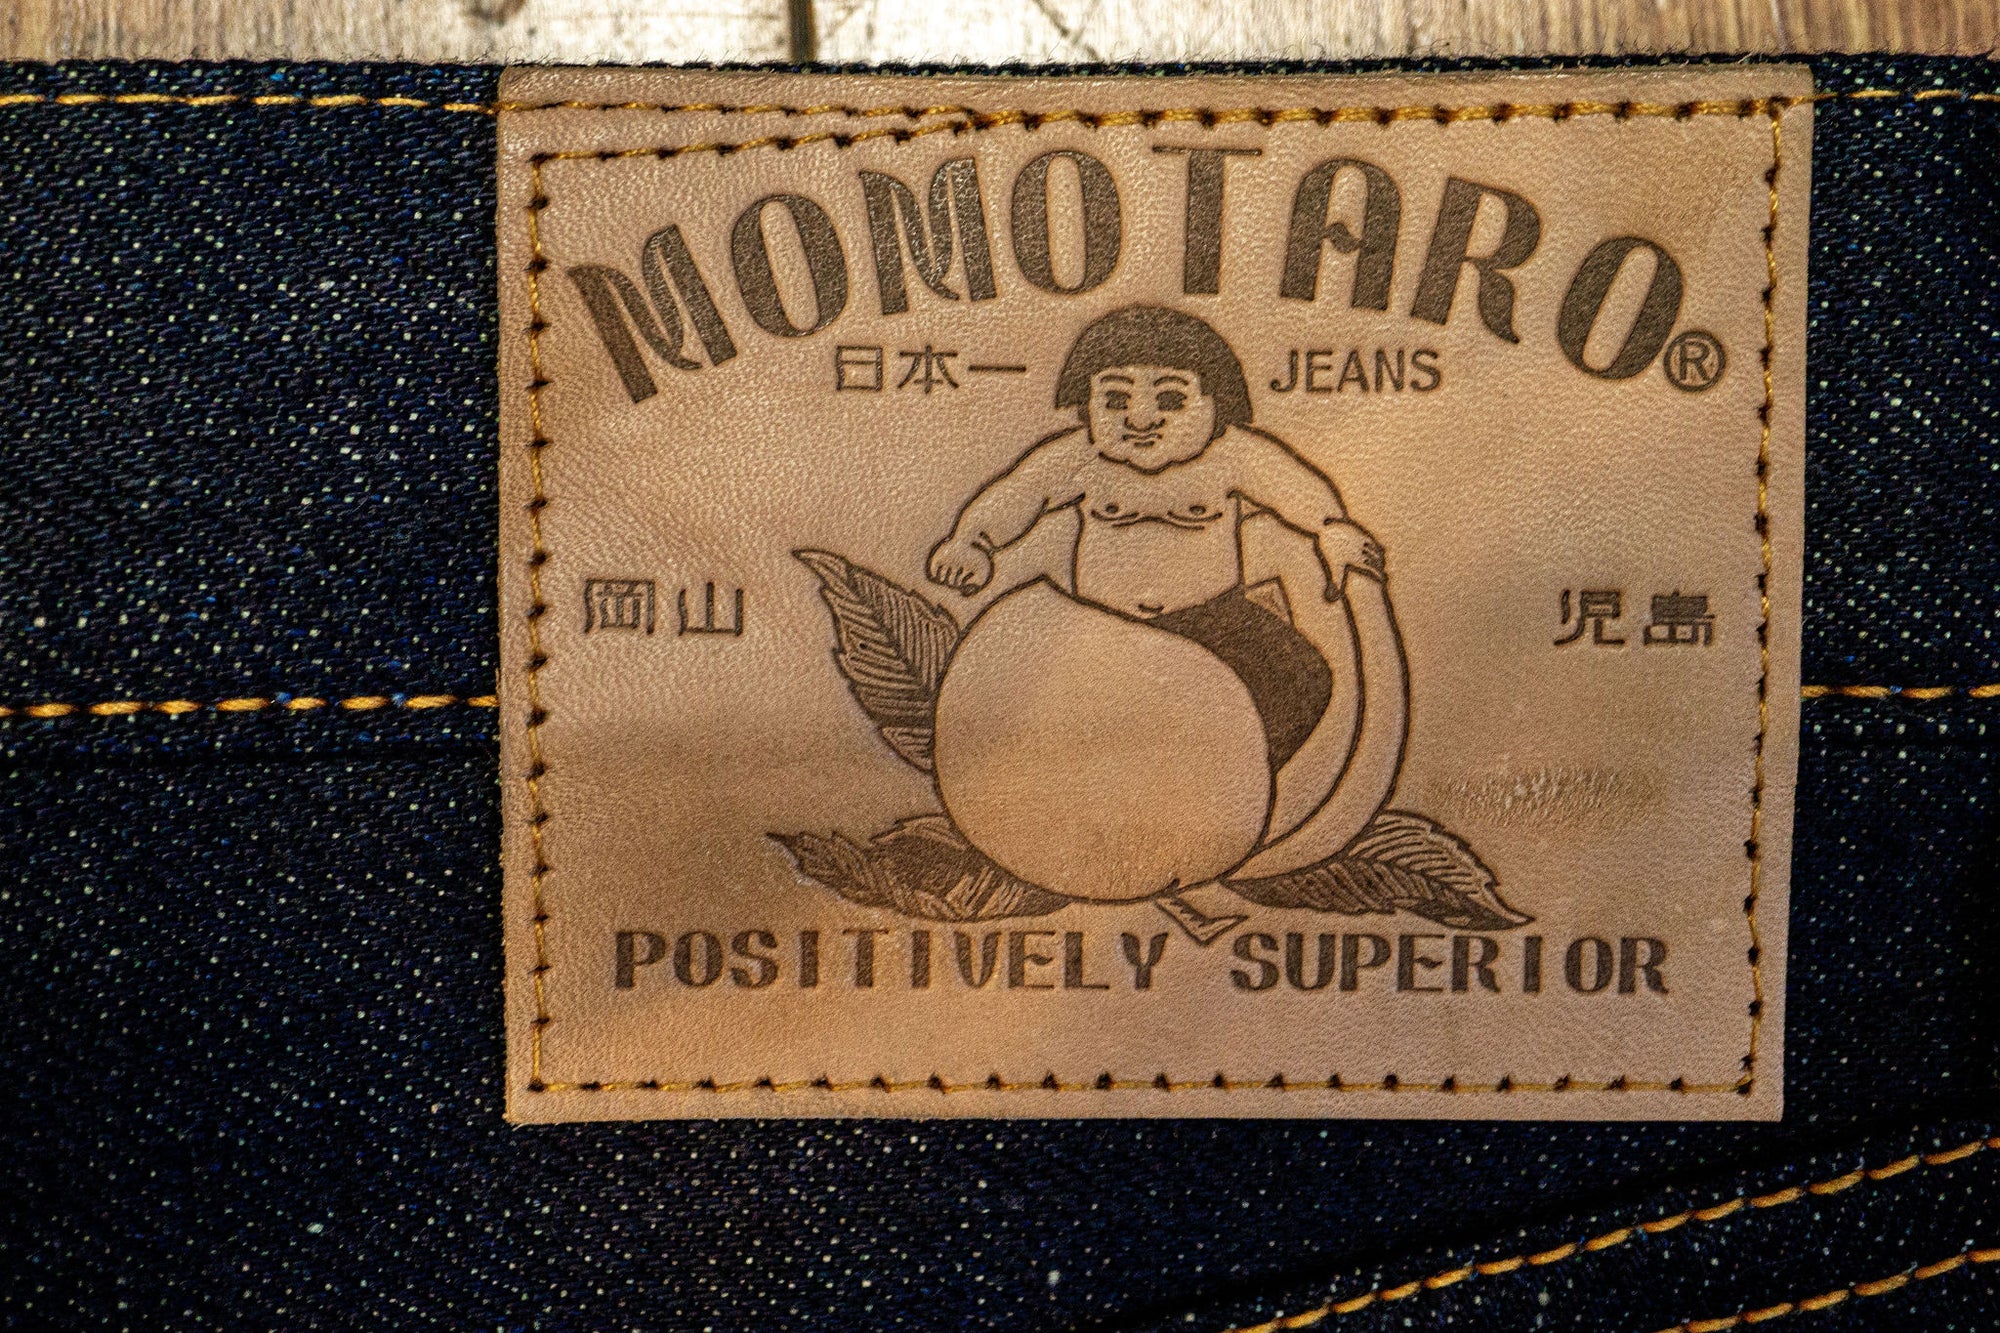 MOMOTARO®
日本一 JEANS
岡山 児島
POSITIVELY SUPERIOR